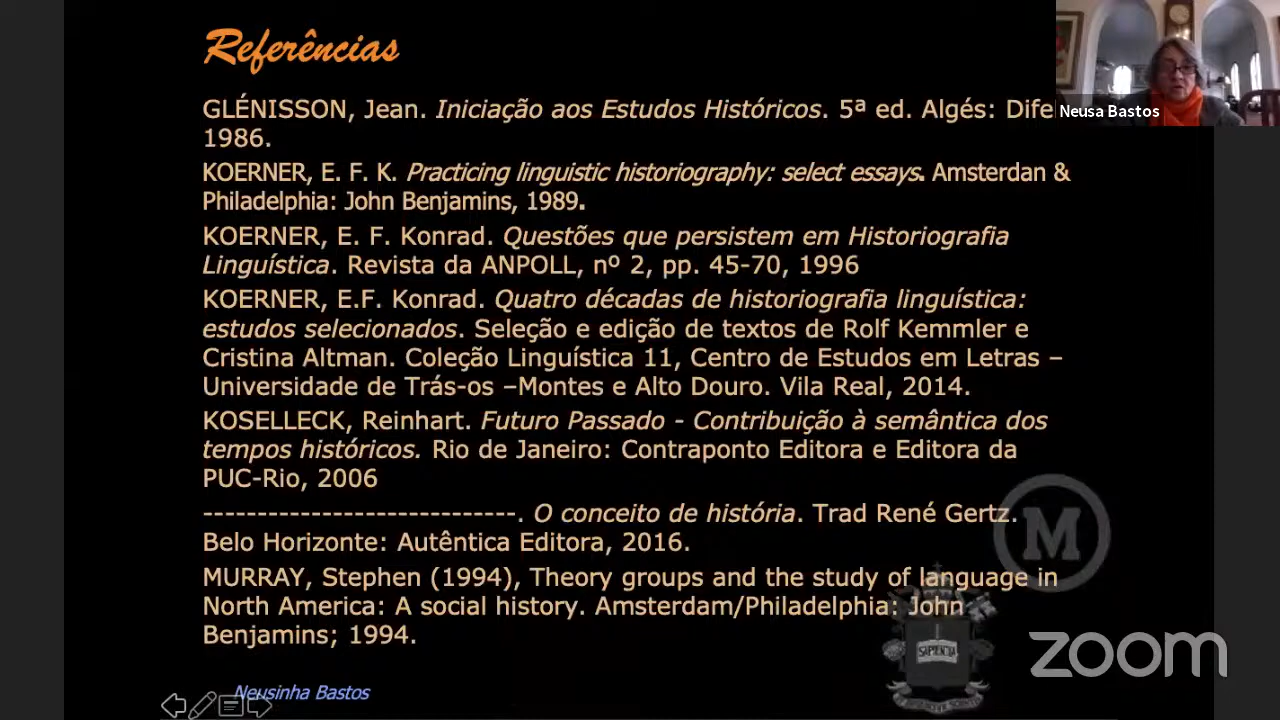 Referências
GLÉNISSON, Jean. Iniciação aos Estudos Históricos. 5ª ed. Algés: Difel
1986.
KOERNER, E. F. K. Practicing linguistic historiography: select essays. Amsterdan &
Philadelphia: John Benjamins, 1989.
KOERNER, E. F. Konrad. Questões que persistem em Historiografia
Linguística. Revista da ANPOLL, nº 2, pp. 45-70, 1996
KOERNER, E.F. Konrad. Quatro décadas de historiografia linguística:
estudos selecionados. Seleção e edição de textos de Rolf Kemmler e
Cristina Altman. Coleção Linguística 11, Centro de Estudos em Letras –
Universidade de Trás-os –Montes e Alto Douro. Vila Real, 2014.
KOSELLECK, Reinhart. Futuro Passado - Contribuição à semântica dos
tempos históricos. Rio de Janeiro: Contraponto Editora e Editora da
PUC-Rio, 2006
-----------------------------. O conceito de história. Trad René Gertz.
Belo Horizonte: Autêntica Editora, 2016.
MURRAY, Stephen (1994), Theory groups and the study of language in
North America: A social history. Amsterdam/Philadelphia: John
Benjamins; 1994.
Neusinha Bastos
Neusa Bastos
M
SAPIENTIA
zoom